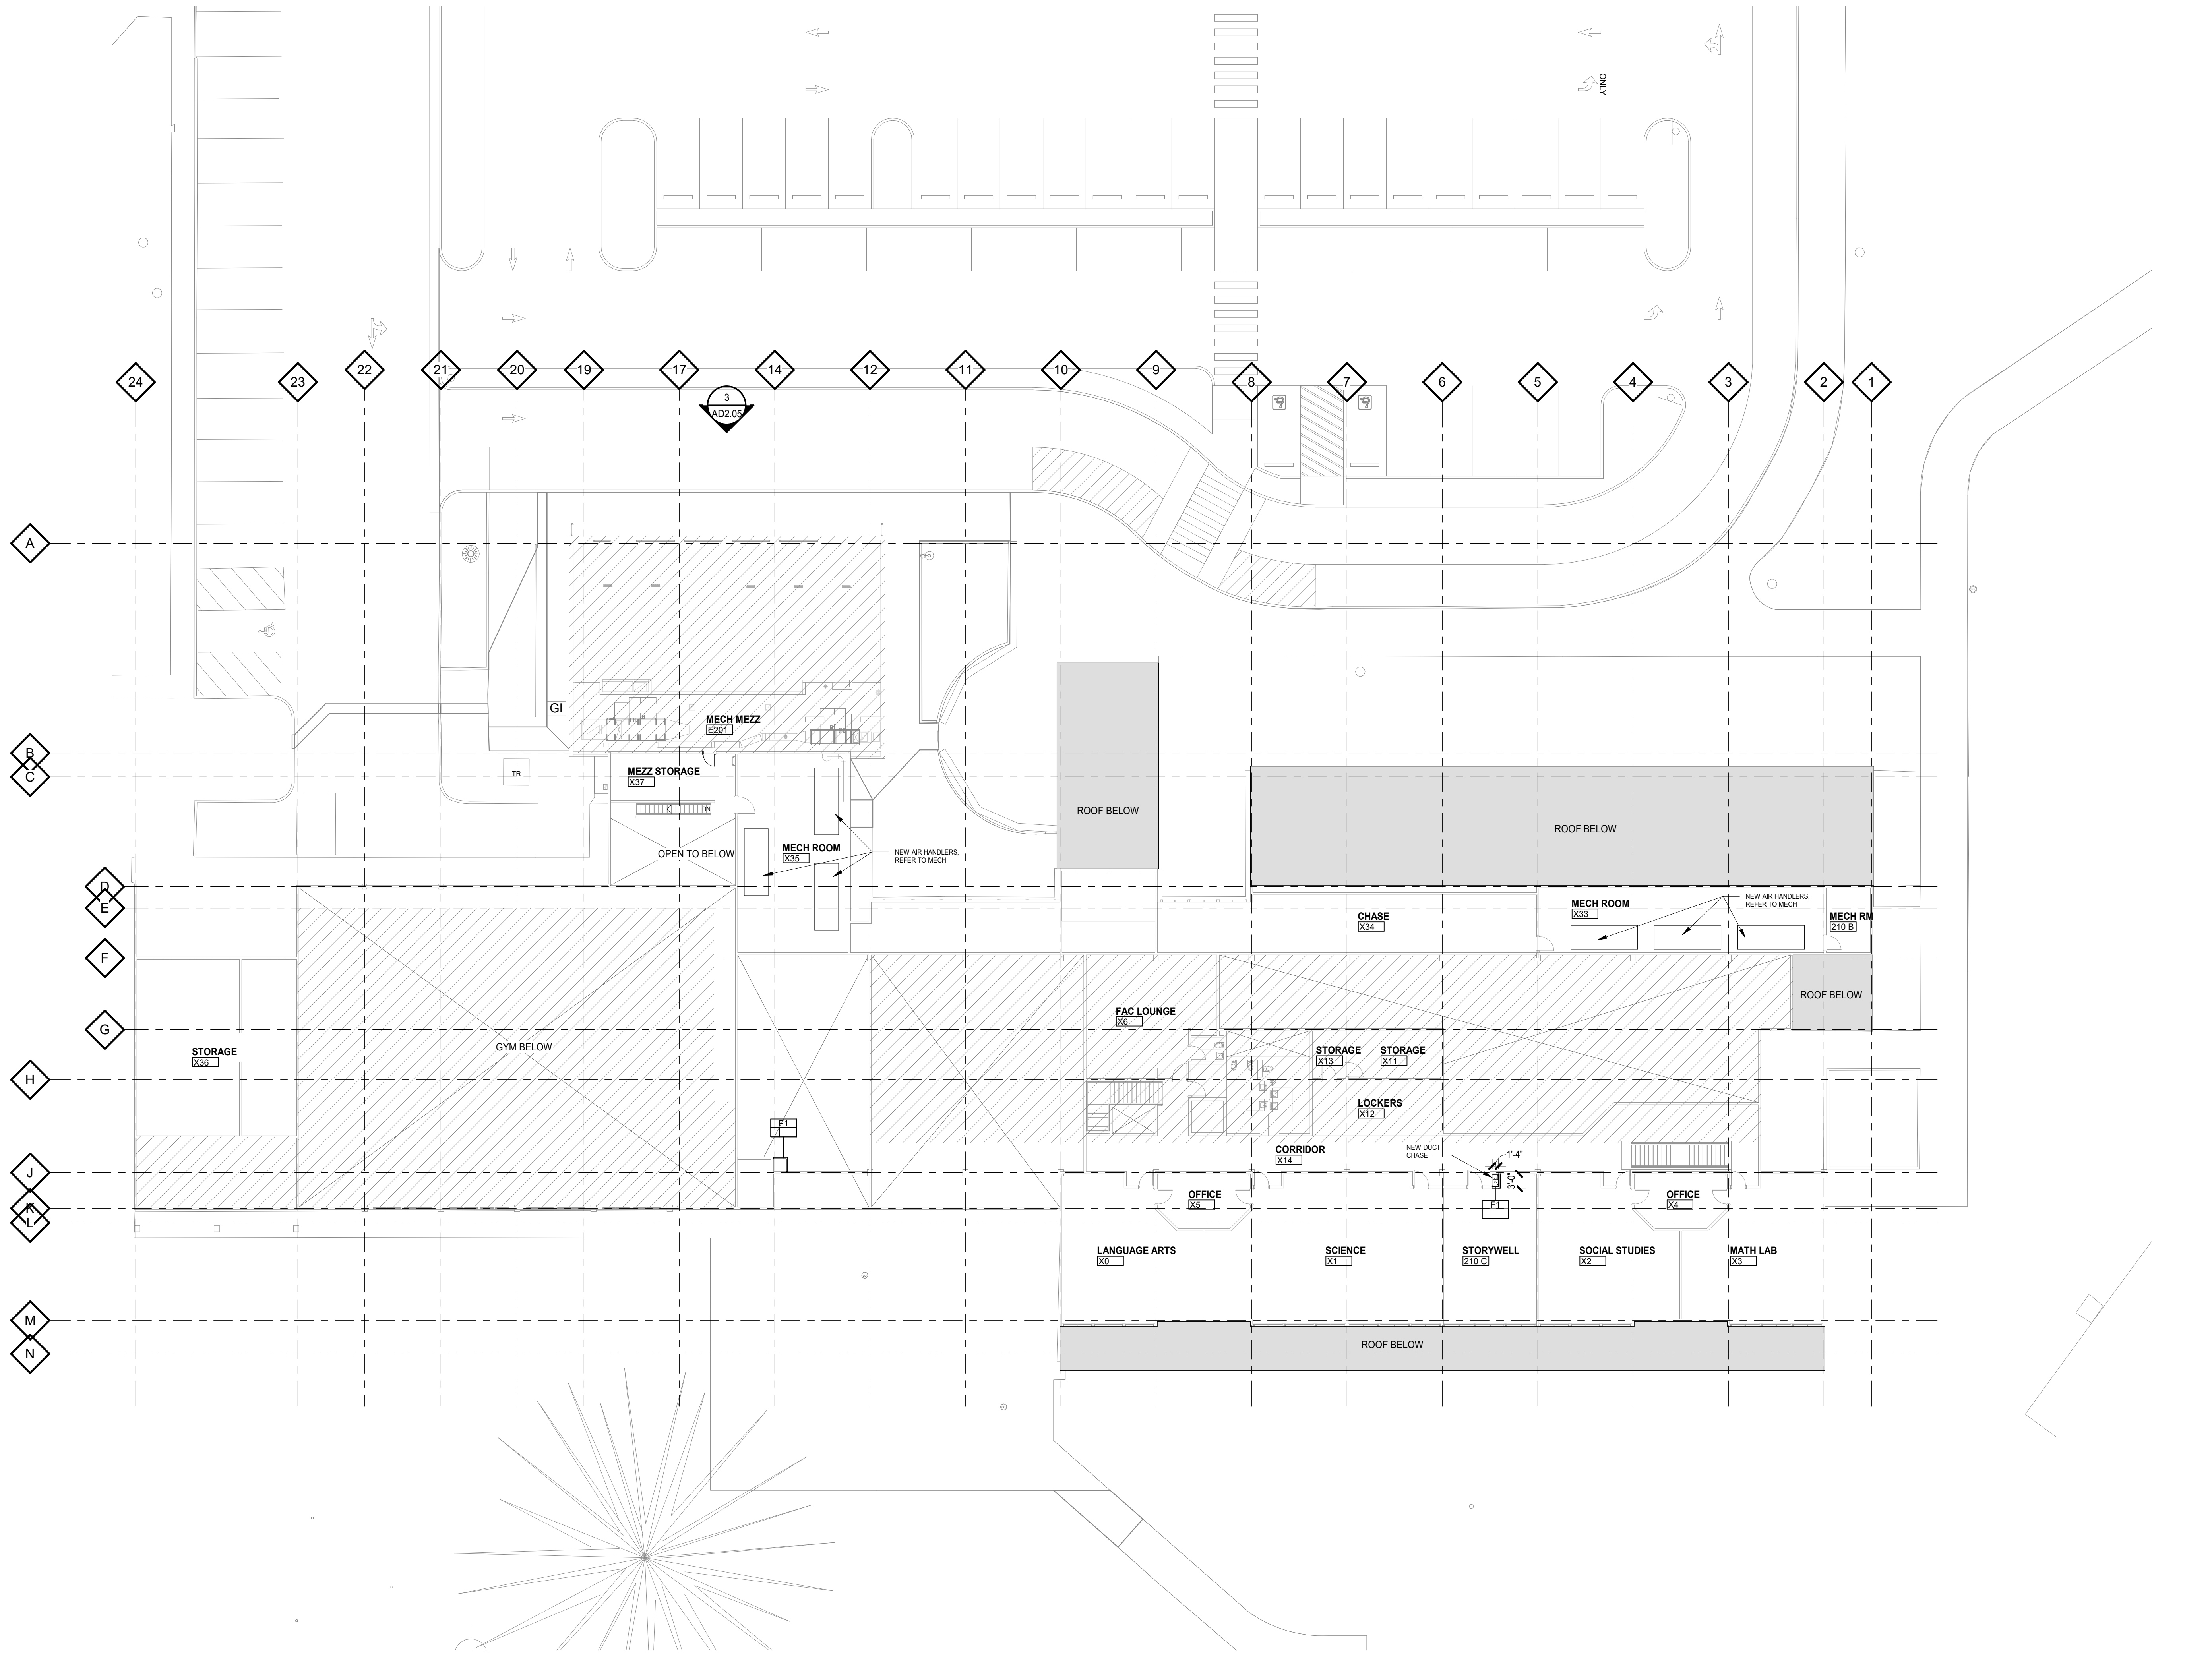 ONLY
24
23
22
21
20
19
17
14
12
11
10
9
8
7
6
5
4
3
2
1
3
AD2.05
A
GI
MECH MEZZ
E201
B
C
TR
MEZZ STORAGE
X37
DN
ROOF BELOW
ROOF BELOW
OPEN TO BELOW
MECH ROOM
X35
NEW AIR HANDLERS,
REFER TO MECH
D
E
CHASE
X34
MECH ROOM
X33
NEW AIR HANDLERS,
REFER TO MECH
MECH RM
210 B
F
ROOF BELOW
FAC LOUNGE
X6
G
GYM BELOW
STORAGE
X36
STORAGE
X13
STORAGE
X11
H
LOCKERS
X12
F1
CORRIDOR
X14
NEW DUCT
CHASE
1'-4"
3'-0"
J
K
L
OFFICE
X5
F1
OFFICE
X4
LANGUAGE ARTS
X0
SCIENCE
X1
STORYWELL
210 C
SOCIAL STUDIES
X2
MATH LAB
X3
M
N
ROOF BELOW